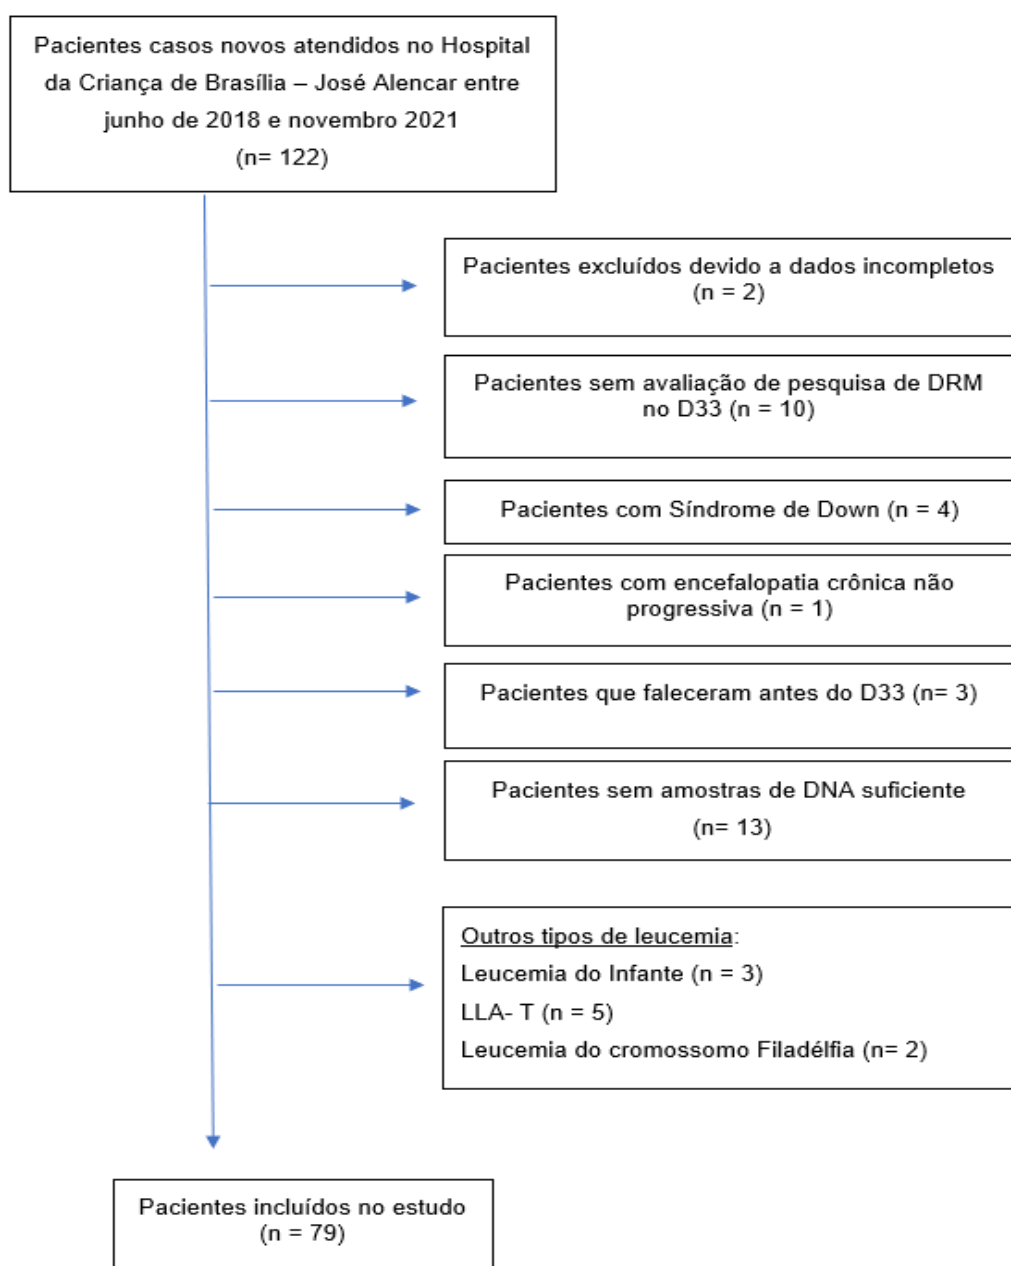 Pacientes casos novos atendidos no Hospital
da Criança de Brasília – José Alencar entre
junho de 2018 e novembro 2021
(n= 122)
Pacientes excluídos devido a dados incompletos
(n = 2)
Pacientes sem avaliação de pesquisa de DRM
no D33 (n = 10)
Pacientes com Síndrome de Down (n = 4)
Pacientes com encefalopatia crônica não
progressiva (n = 1)
Pacientes que faleceram antes do D33 (n= 3)
Pacientes sem amostras de DNA suficiente
(n= 13)
Outros tipos de leucemia:
Leucemia do Infante (n = 3)
LLA- T (n = 5)
Leucemia do cromossomo Filadélfia (n= 2)
Pacientes incluídos no estudo
(n = 79)